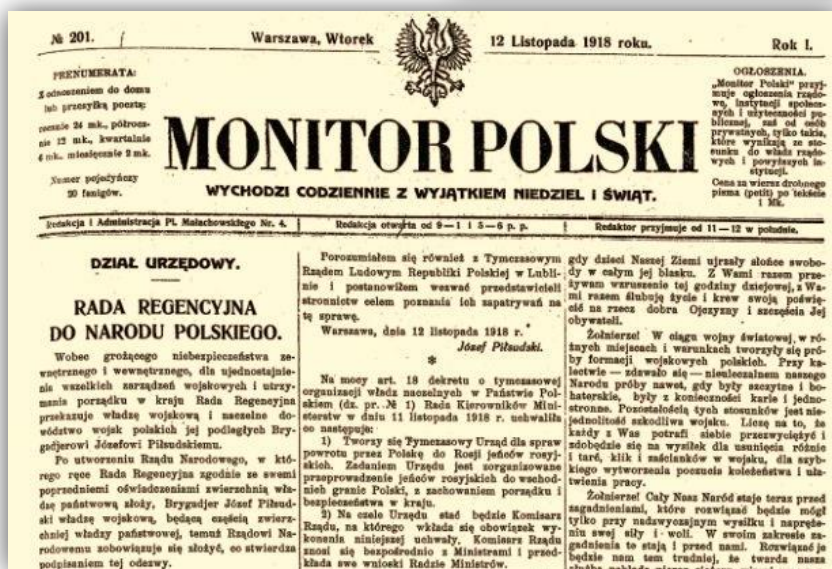 № 201.
Warszawa, Wtorek
12 Listopada 1918 roku.
Rok I.
PRENUMERATA:
Z odnoszeniem do domu
lub przesyłką pocztą:
rocznie 24 mk., półrocz-
nie 12 mk., kwartalnie
6 mk., miesięcznie 2 mk.
Numer pojedyńczy
20 fenigów.
MONITOR POLSKI
WYCHODZI CODZIENNIE Z WYJĄTKIEM NIEDZIEL i ŚWIĄT.
OGŁOSZENIA.
„Monitor Polski” przyj-
muje ogłoszenia rządo-
we, instytucji społecz-
nych i użyteczności pu-
blicznej, zaś od osób
prywatnych, tylko takie,
które wynikają ze sto-
sunku do władz rządo-
wych i powyższych in-
stytucji.
Cena za wiersz drobnego
pisma (petit) po tekście
1 Mk.
Redakcja i Administracja Pl. Małachowskiego Nr. 4.
Redakcja otwarta od 9—1 i 5—6 p. p.
Redaktor przyjmuje od 11—12 w południe.
DZIAŁ URZĘDOWY.
RADA REGENCYJNA
DO NARODU POLSKIEGO.
Wobec grożącego niebezpieczeństwa ze-
wnętrznego i wewnętrznego, dla ujednostajnie-
nia wszelkich zarządzeń wojskowych i utrzy-
mania porządku w kraju Rada Regencyjna
przekazuje władzę wojskową i naczelne do-
wództwo wojsk polskich jej podległych Bry-
gadjerowi Józefowi Piłsudskiemu.
Po utworzeniu Rządu Narodowego, w któ-
rego ręce Rada Regencyjna zgodnie ze swemi
poprzedniemi oświadczeniami zwierzchnią wła-
dzę państwową złoży, Brygadjer Józef Piłsud-
ski władzę wojskową, będącą częścią zwierz-
chniej władzy państwowej, temuż Rządowi Na-
rodowemu zobowiązuje się złożyć, co stwierdza
podpisaniem tej odezwy.
Porozumiałem się również z Tymczasowym
Rządem Ludowym Republiki Polskiej w Lubli-
nie i postanowiłem wezwać przedstawicieli
stronnictw celem poznania ich zapatrywań na
tę sprawę.
Warszawa, dnia 12 listopada 1918 r.
Józef Piłsudski.
*
Na mocy art. 18 dekretu o tymczasowej
organizacji władz naczelnych w Państwie Pol-
skiem (dz. pr. № 1) Rada Kierowników Mini-
sterstw w dniu 11 listopada 1918 r. uchwaliła
co następuje:
1) Tworzy się Tymczasowy Urząd dla spraw
powrotu przez Polskę do Rosji jeńców rosyj-
skich. Zadaniem Urzędu jest zorganizowane
przeprowadzenie jeńców rosyjskich do wschod-
nich granic Polski, z zachowaniem porządku i
bezpieczeństwa w kraju.
2) Na czele Urzędu stać będzie Komisarz
Rządu, na którego wkłada się obowiązek wy-
konania niniejszej uchwały. Komisarz Rządu
znosi się bezpośrednio z Ministrami i przed-
kłada swe wnioski Radzie Ministrów.
gdy dzieci Naszej Ziemi ujrzały słońce swobo-
dy w całym jej blasku. Z Wami razem prze-
żywam wzruszenie tej godziny dziejowej, z Wa-
mi razem ślubuję życie i krew swoją poświę-
cić na rzecz dobra Ojczyzny i szczęścia Jej
obywateli.
Żołnierze! W ciągu wojny światowej, w ró-
żnych miejscach i warunkach tworzyły się pró-
by formacji wojskowych polskich. Przy ka-
lectwie — zdawało się — nieuleczalnem naszego
Narodu próby nawet, gdy były szczytne i bo-
haterskie, były z konieczności karle i jedno-
stronne. Pozostałością tych stosunków jest nie-
jednolitość szkodliwa wojsku. Liczę na to, że
każdy z Was potrafi siebie przezwyciężyć i
zdobędzie się na wysiłek dla usunięcia różnic
i tarć, klik i zaścianków w wojsku, dla szyb-
kiego wytworzenia poczucia koleżeństwa i uła-
twienia pracy.
Żołnierze! Cały Nasz Naród staje teraz przed
zagadnieniami, które rozwiązać będzie mógł
tylko przy nadzwyczajnym wysiłku i napręże-
niu swej siły i woli. W swoim zakresie za-
gadnienia te stają i przed nami. Rozwiązać je
będzie nam tem trudniej, że twarda nasza